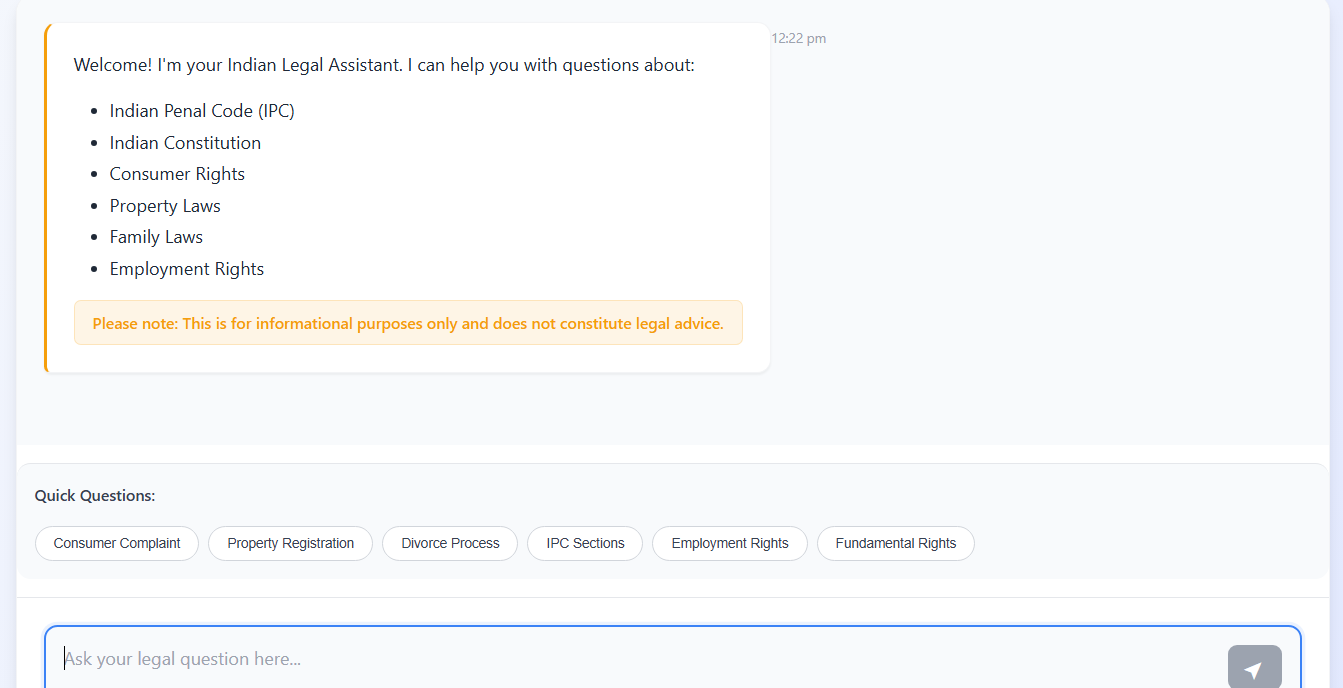 Welcome! I'm your Indian Legal Assistant. I can help you with questions about:
12:22 pm
Indian Penal Code (IPC)
Indian Constitution
Consumer Rights
Property Laws
Family Laws
Employment Rights
Please note: This is for informational purposes only and does not constitute legal advice.
Quick Questions:
Consumer Complaint
Property Registration
Divorce Process
IPC Sections
Employment Rights
Fundamental Rights
Ask your legal question here...